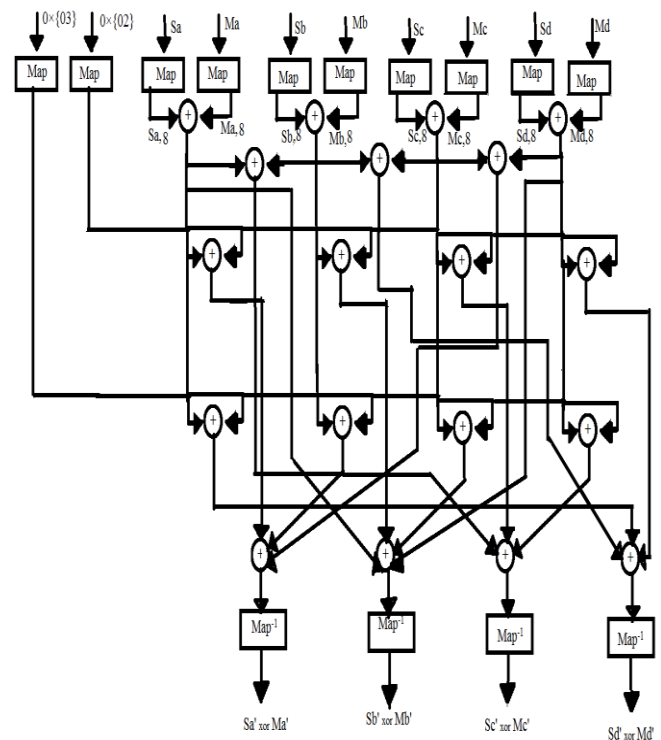 0×{03} 0×{02} Sa Ma Sb Mb Sc Mc Sd Md
Map Map Map Map Map Map Map Map Map Map
+ + + +
Sa,8 Ma,8 Sb,8 Mb,8 Sc,8 Mc,8 Sd,8 Md,8
+ + +
+ + + +
+ + + +
+ + + +
Map-1 Map-1 Map-1 Map-1
Sa' xor Ma' Sb' xor Mb' Sc' xor Mc' Sd' xor Md'